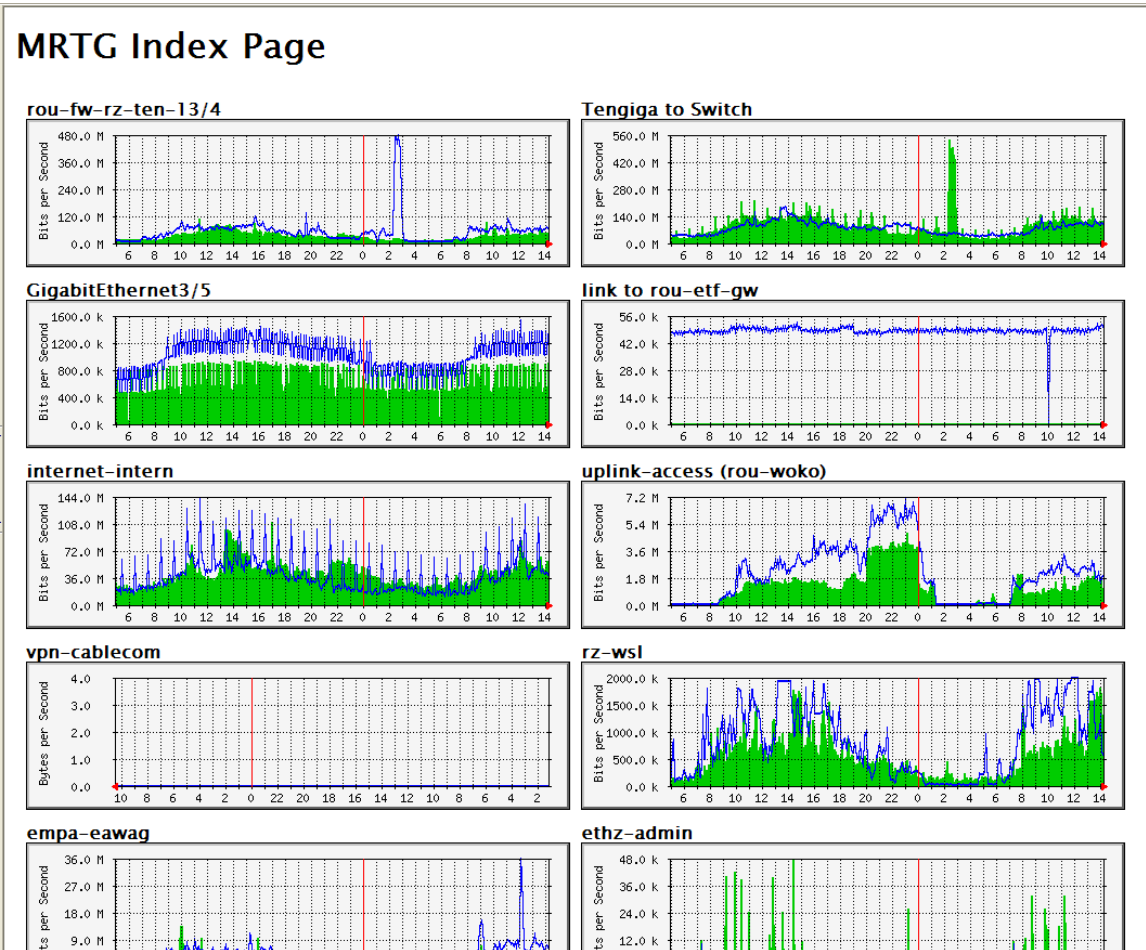 MRTG Index Page
rou-fw-rz-ten-13/4
Bits per Second
480.0 M
360.0 M
240.0 M
120.0 M
0.0 M
6 8 10 12 14 16 18 20 22 0 2 4 6 8 10 12 14
Tengiga to Switch
Bits per Second
560.0 M
420.0 M
280.0 M
140.0 M
0.0 M
6 8 10 12 14 16 18 20 22 0 2 4 6 8 10 12 14
GigabitEthernet3/5
Bits per Second
1600.0 k
1200.0 k
800.0 k
400.0 k
0.0 k
6 8 10 12 14 16 18 20 22 0 2 4 6 8 10 12 14
link to rou-etf-gw
Bits per Second
56.0 k
42.0 k
28.0 k
14.0 k
0.0 k
6 8 10 12 14 16 18 20 22 0 2 4 6 8 10 12 14
internet-intern
Bits per Second
144.0 M
108.0 M
72.0 M
36.0 M
0.0 M
6 8 10 12 14 16 18 20 22 0 2 4 6 8 10 12 14
uplink-access (rou-woko)
Bits per Second
7.2 M
5.4 M
3.6 M
1.8 M
0.0 M
6 8 10 12 14 16 18 20 22 0 2 4 6 8 10 12 14
vpn-cablecom
Bytes per Second
4.0
3.0
2.0
1.0
0.0
10 8 6 4 2 0 22 20 18 16 14 12 10 8 6 4 2
rz-wsl
Bits per Second
2000.0 k
1500.0 k
1000.0 k
500.0 k
0.0 k
6 8 10 12 14 16 18 20 22 0 2 4 6 8 10 12 14
empa-eawag
ts per Second
36.0 M
27.0 M
18.0 M
9.0 M
ethz-admin
ts per Second
48.0 k
36.0 k
24.0 k
12.0 k